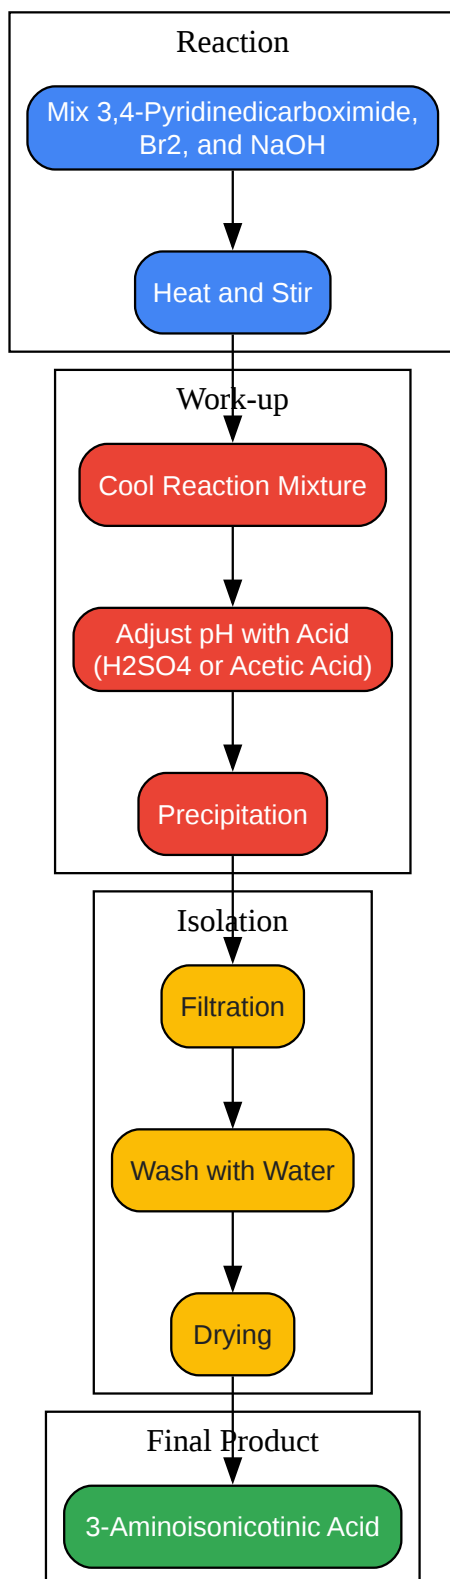 Reaction
Mix 3,4-Pyridinedicarboximide,
Br2, and NaOH
Heat and Stir
Work-up
Cool Reaction Mixture
Adjust pH with Acid
(H2SO4 or Acetic Acid)
Precipitation
Isolation
Filtration
Wash with Water
Drying
Final Product
3-Aminoisonicotinic Acid